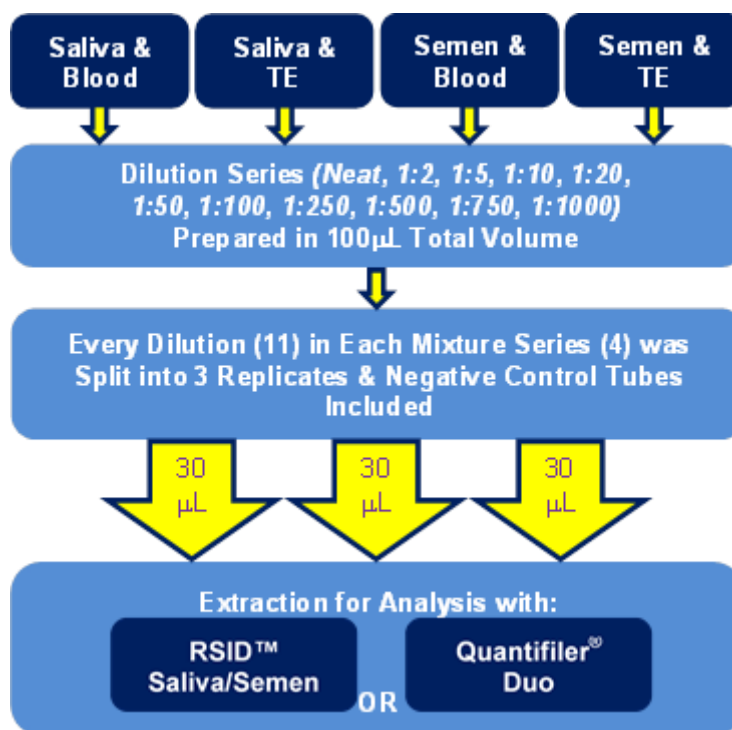 Saliva & Blood
Saliva & TE
Semen & Blood
Semen & TE
Dilution Series (Neat, 1:2, 1:5, 1:10, 1:20,
1:50, 1:100, 1:250, 1:500, 1:750, 1:1000)
Prepared in 100µL Total Volume
Every Dilution (11) in Each Mixture Series (4) was
Split into 3 Replicates & Negative Control Tubes
Included
30 µL
30 µL
30 µL
Extraction for Analysis with:
RSID™
Saliva/Semen
OR
Quantifiler®
Duo